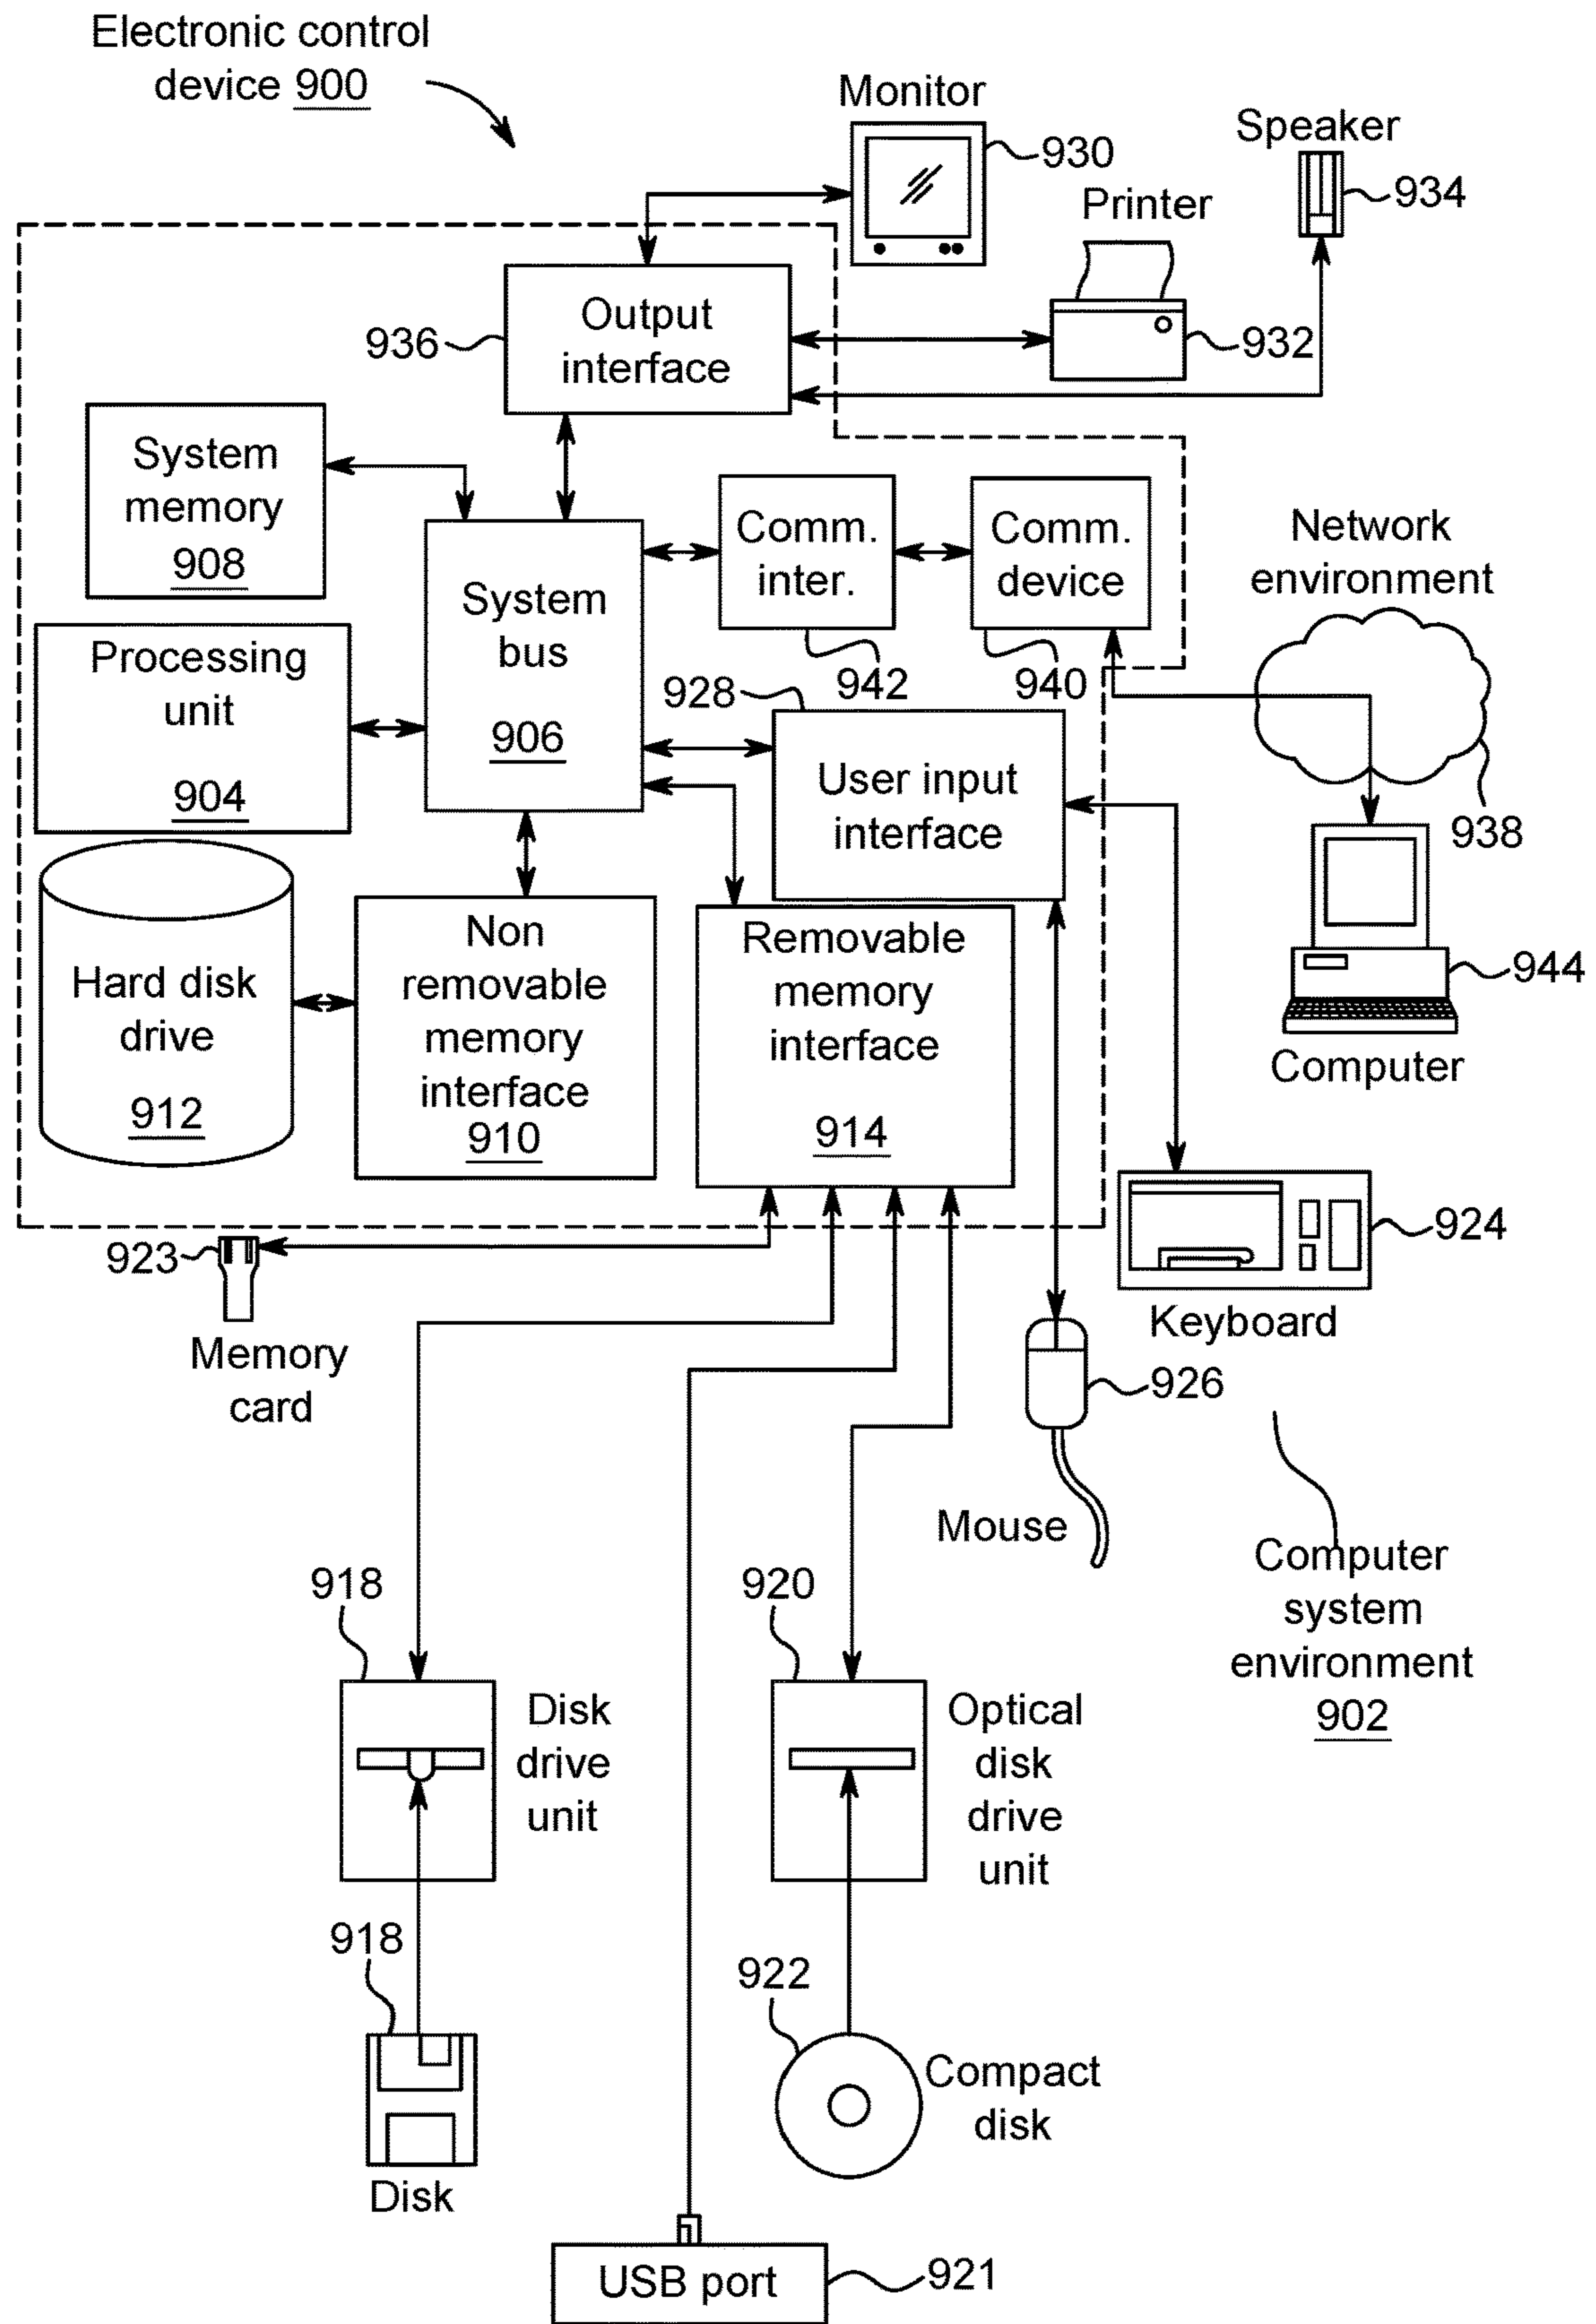 Electronic control
device 900
Monitor
930
Speaker
934
Printer
932
Output
interface
936
System
memory
908
System
bus
906
Comm.
inter.
942
Comm.
device
940
Network
environment
938
Processing
unit
904
928
User input
interface
Hard disk
drive
912
Non
removable
memory
interface
910
Removable
memory
interface
914
944
Computer
923
Memory
card
924
Keyboard
926
Mouse
Computer
system
environment
902
918
Disk
drive
unit
920
Optical
disk
drive
unit
918
Disk
922
Compact
disk
USB port
921